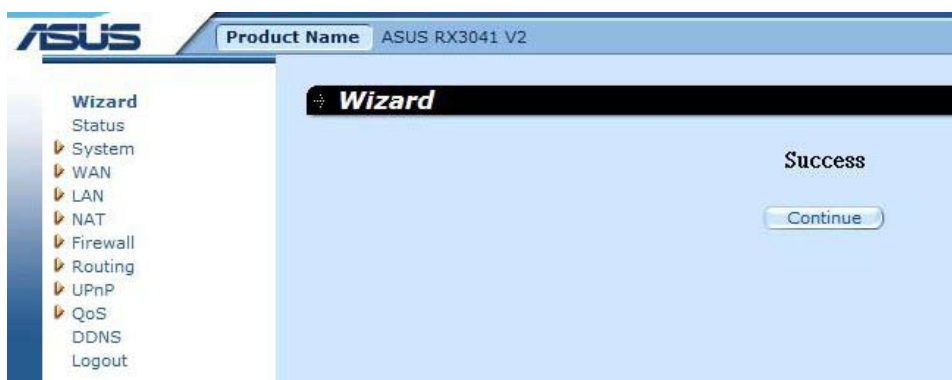 ASUS
Product Name ASUS RX3041 V2
Wizard
Status
System
WAN
LAN
NAT
Firewall
Routing
UPnP
QoS
DDNS
Logout
Wizard
Success
Continue